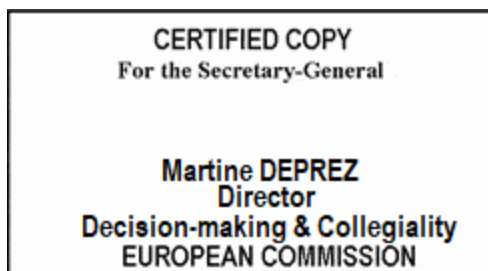 CERTIFIED COPY
For the Secretary-General
Martine DEPREZ
Director
Decision-making & Collegiality
EUROPEAN COMMISSION